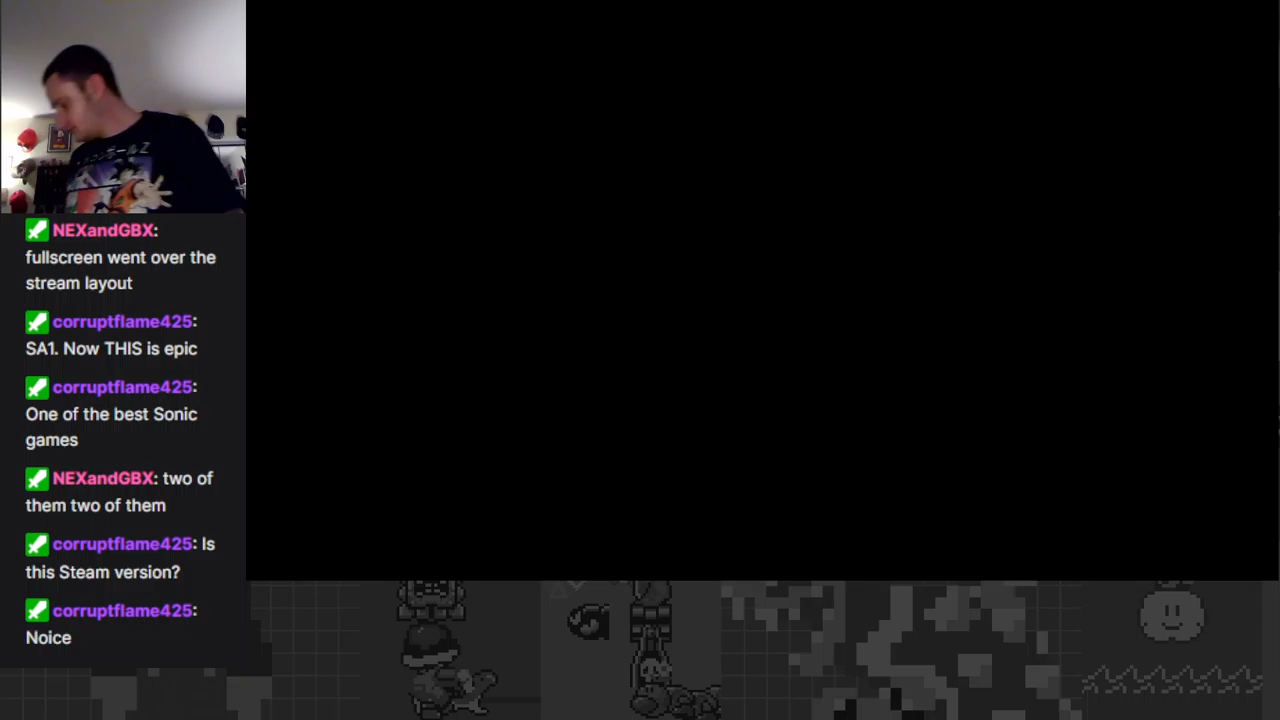 NEXandGBX:
fullscreen went over the
stream layout
corruptflame425:
SA1. Now THIS is epic
corruptflame425:
One of the best Sonic
games
NEXandGBX: two of
them two of them
corruptflame425: Is
this Steam version?
corruptflame425:
Noice